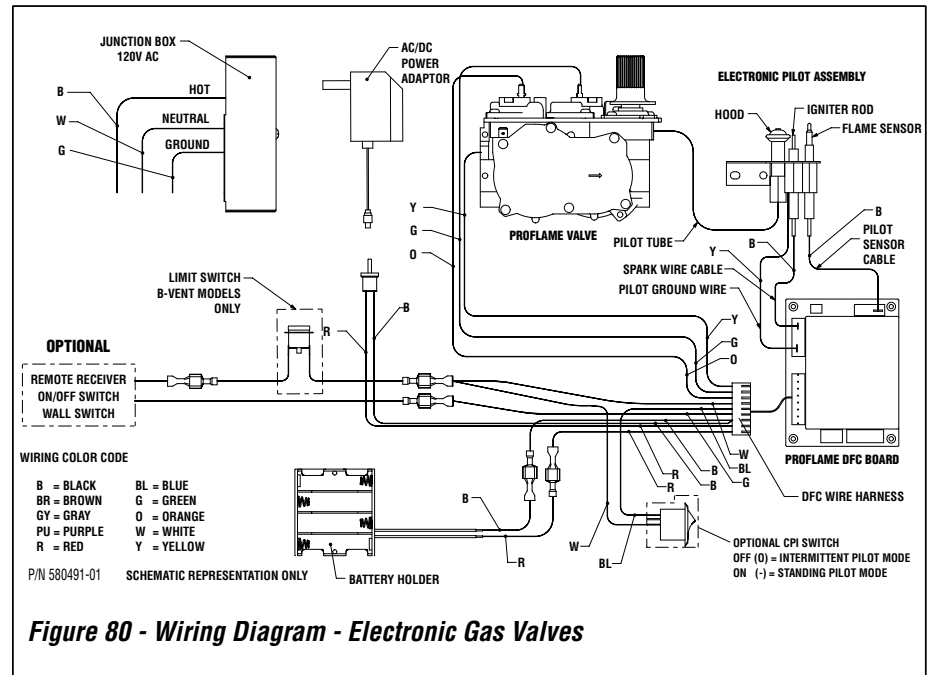 JUNCTION BOX
120V AC
HOT
NEUTRAL
GROUND
B
W
G
AC/DC
POWER
ADAPTOR
PROFLAME VALVE
Y
G
O
ELECTRONIC PILOT ASSEMBLY
HOOD
IGNITER ROD
FLAME SENSOR
PILOT TUBE
B
PILOT
SENSOR
CABLE
B
Y
SPARK WIRE CABLE
PILOT GROUND WIRE
LIMIT SWITCH
B-VENT MODELS
ONLY
R
B
Y
G
O
OPTIONAL
REMOTE RECEIVER
ON/OFF SWITCH
WALL SWITCH
W
BL
G
B
B
R
R
PROFLAME DFC BOARD
DFC WIRE HARNESS
WIRING COLOR CODE
B = BLACK
BR = BROWN
GY = GRAY
PU = PURPLE
R = RED
BL = BLUE
G = GREEN
O = ORANGE
W = WHITE
Y = YELLOW
B
R
W
BL
OPTIONAL CPI SWITCH
OFF (O) = INTERMITTENT PILOT MODE
ON (-) = STANDING PILOT MODE
P/N 580491-01
SCHEMATIC REPRESENTATION ONLY
BATTERY HOLDER
Figure 80 - Wiring Diagram - Electronic Gas Valves